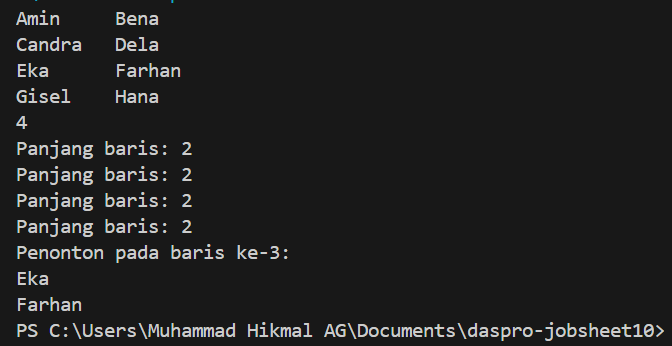 Amin Bena
Candra Dela
Eka Farhan
Gisel Hana
4
Panjang baris: 2
Panjang baris: 2
Panjang baris: 2
Panjang baris: 2
Penonton pada baris ke-3:
Eka
Farhan
PS C:\Users\Muhammad Hikmal AG\Documents\daspro-jobsheet10>